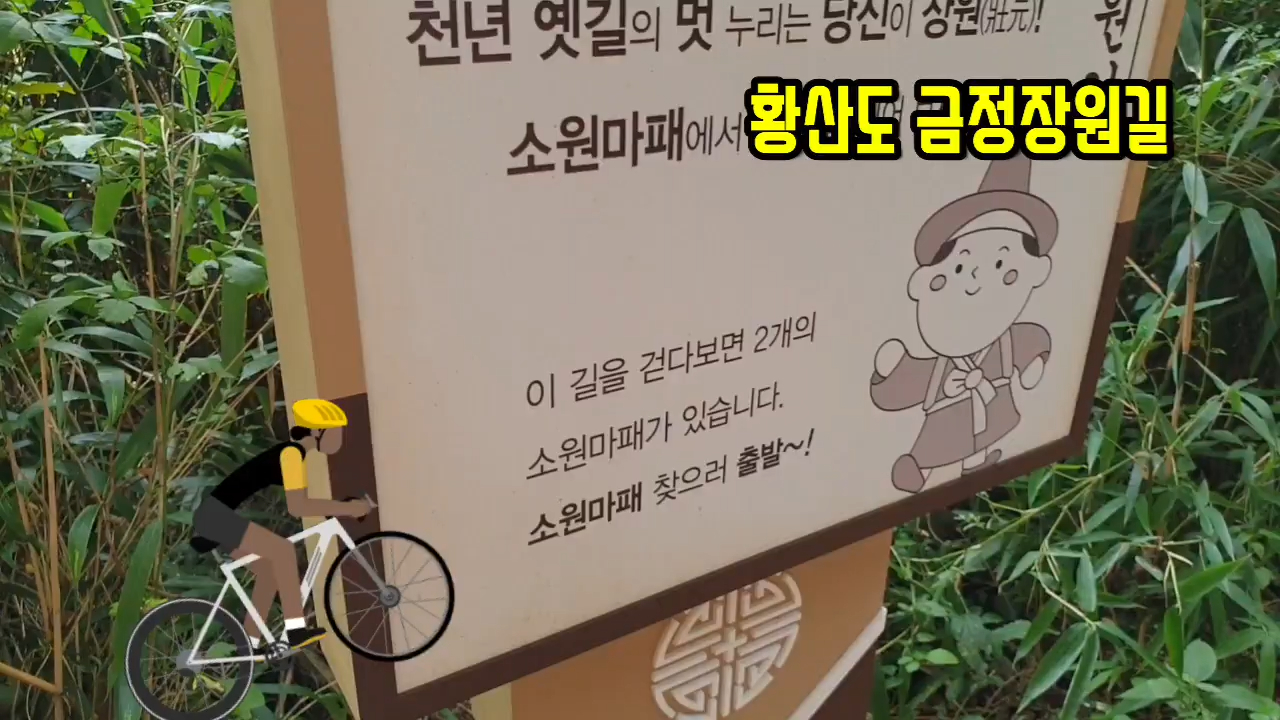 천년 옛길의 멋 누리는 당신이 장원(壯元)!
소원마패에서
황산도 금정장원길
이 길을 걷다보면 2개의
소원마패가 있습니다.
소원마패 찾으러 출발~!
원